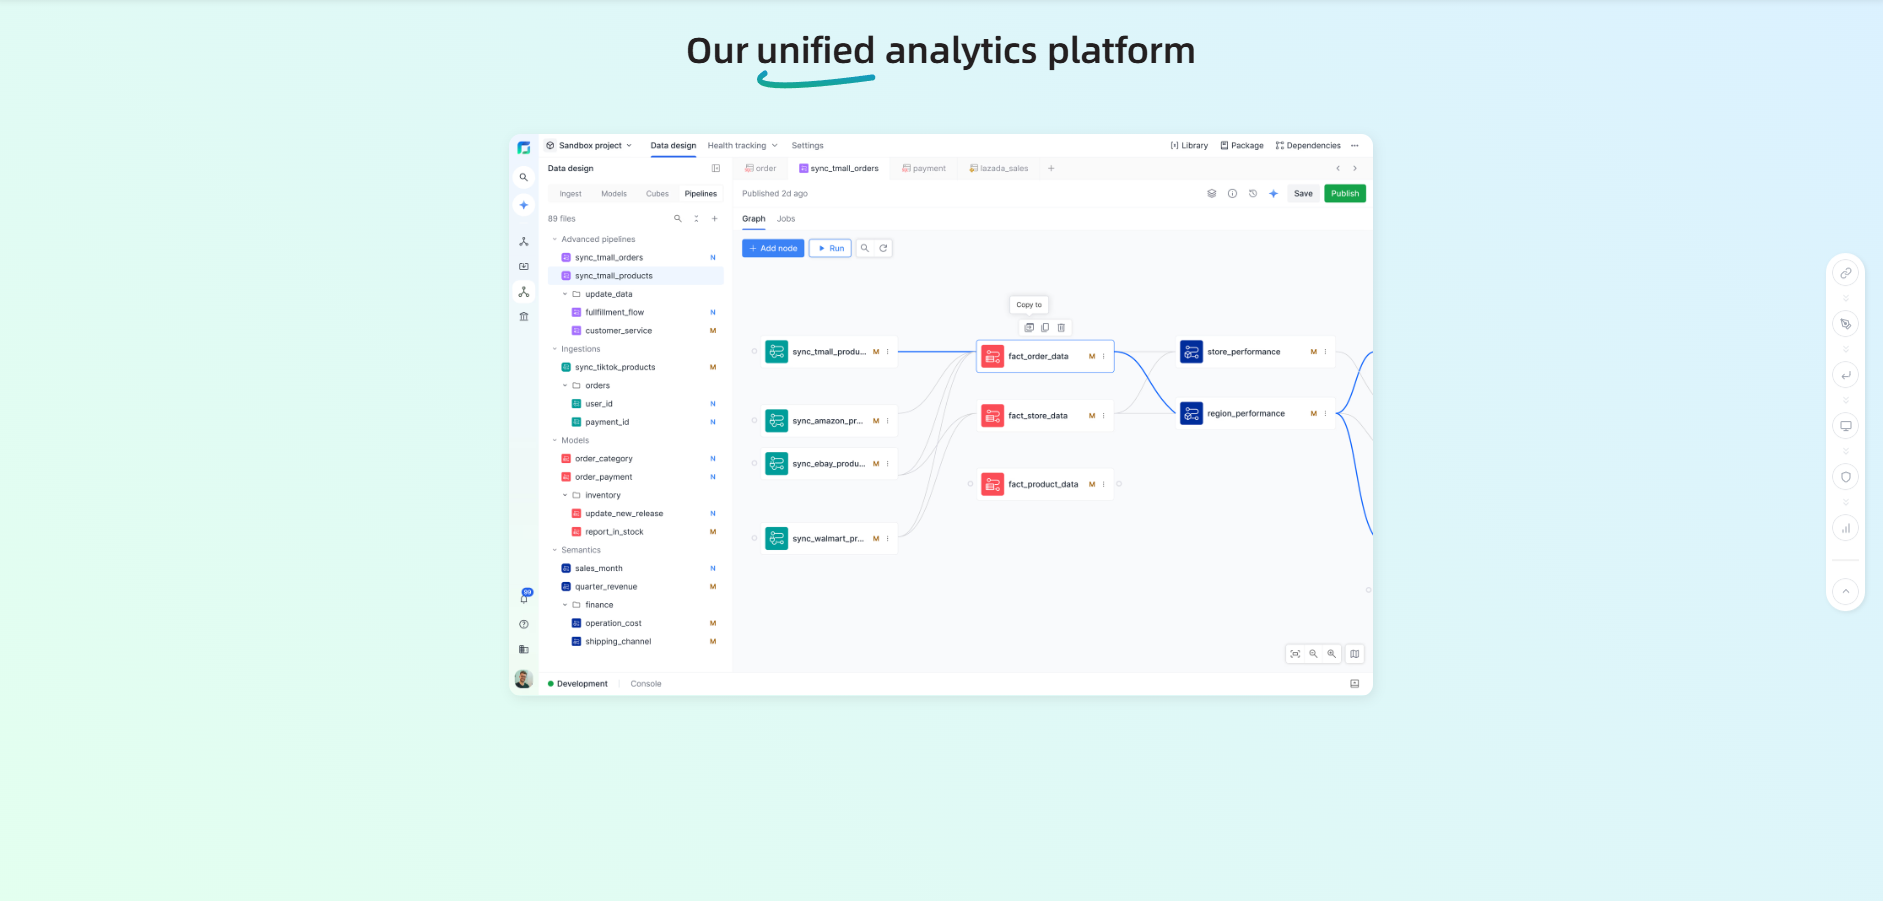 Our unified analytics platform
Sandbox project
Data design
Health tracking
Settings
Library
Package
Dependencies
Data design
order
sync_tmall_orders
payment
lazada_sales
Ingest
Models
Cubes
Pipelines
Published 2d ago
Save
Publish
89 files
Graph
Jobs
Add node
Run
Advanced pipelines
sync_tmall_orders N
sync_tmall_products
update_data
fullfillment_flow N
customer_service M
Ingestions
sync_tiktok_products M
orders
user_id N
payment_id N
Models
order_category N
order_payment N
inventory
update_new_release N
report_in_stock M
Semantics
sales_month N
quarter_revenue M
finance
operation_cost M
shipping_channel M
Copy to
sync_tmall_produ... M
fact_order_data M
store_performance M
sync_amazon_pr... M
fact_store_data M
region_performance M
sync_ebay_produ... M
fact_product_data M
sync_walmart_pr... M
99
Development
Console